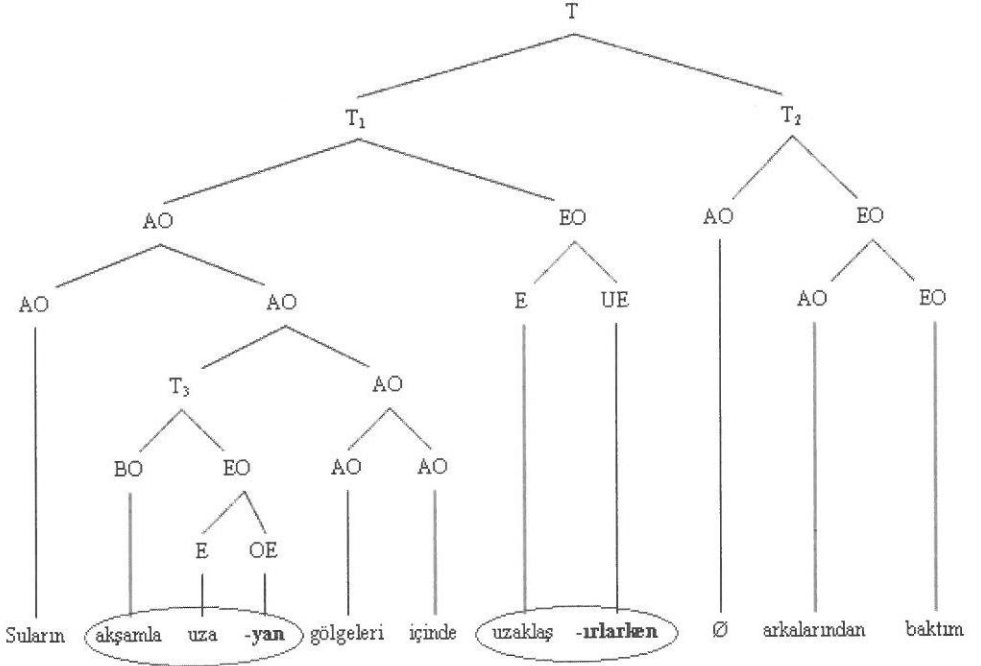 T
T₁ T₂
AO EO AO EO
AO AO E UE AO EO
T₃ AO
BO EO AO AO
E OE
Suların akşamla uza -yan gölgeleri içinde uzaklaş -ırlarken Ø arkalarından baktım